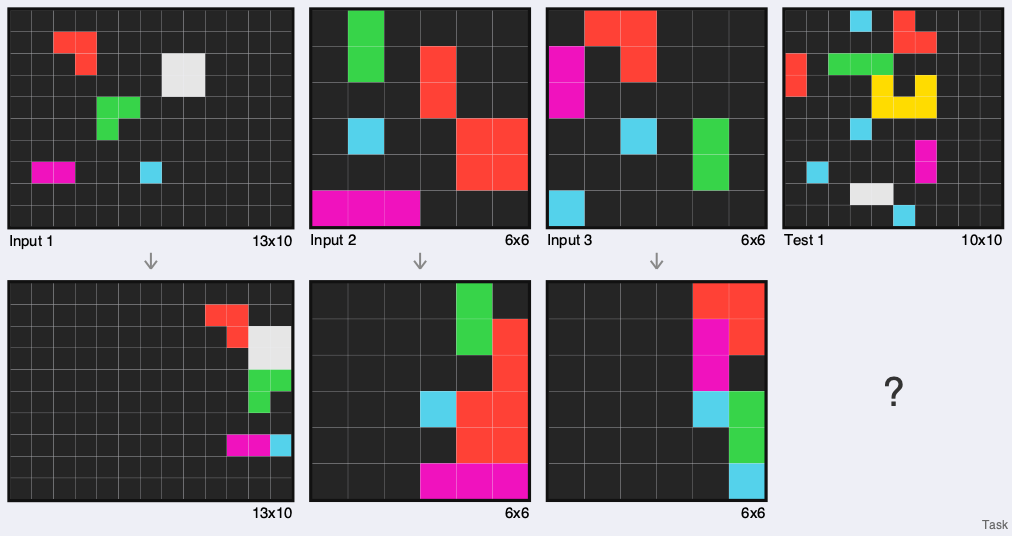 Input 1 13x10
Input 2 6x6
Input 3 6x6
Test 1 10x10
13x10
6x6
6x6
?
Task